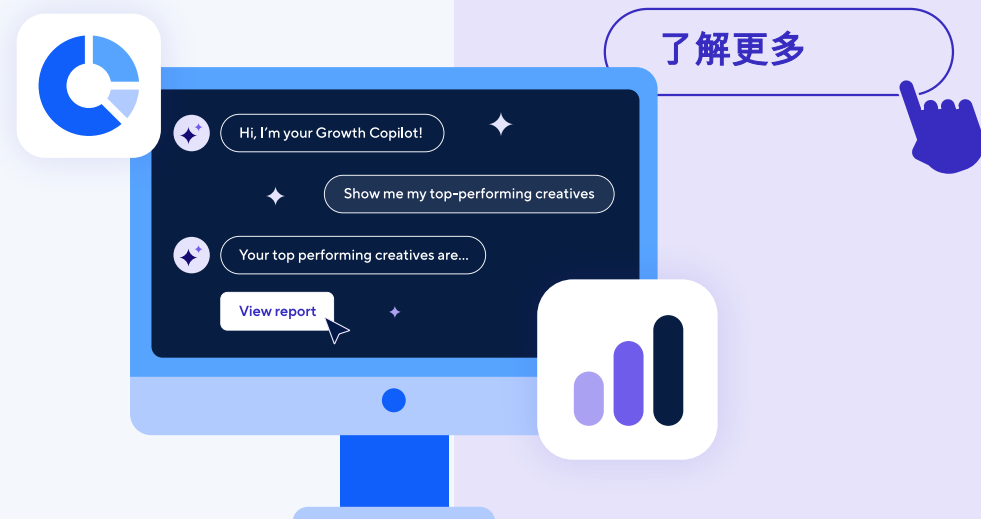 了解更多
Hi, I'm your Growth Copilot!
Show me my top-performing creatives
Your top performing creatives are...
View report